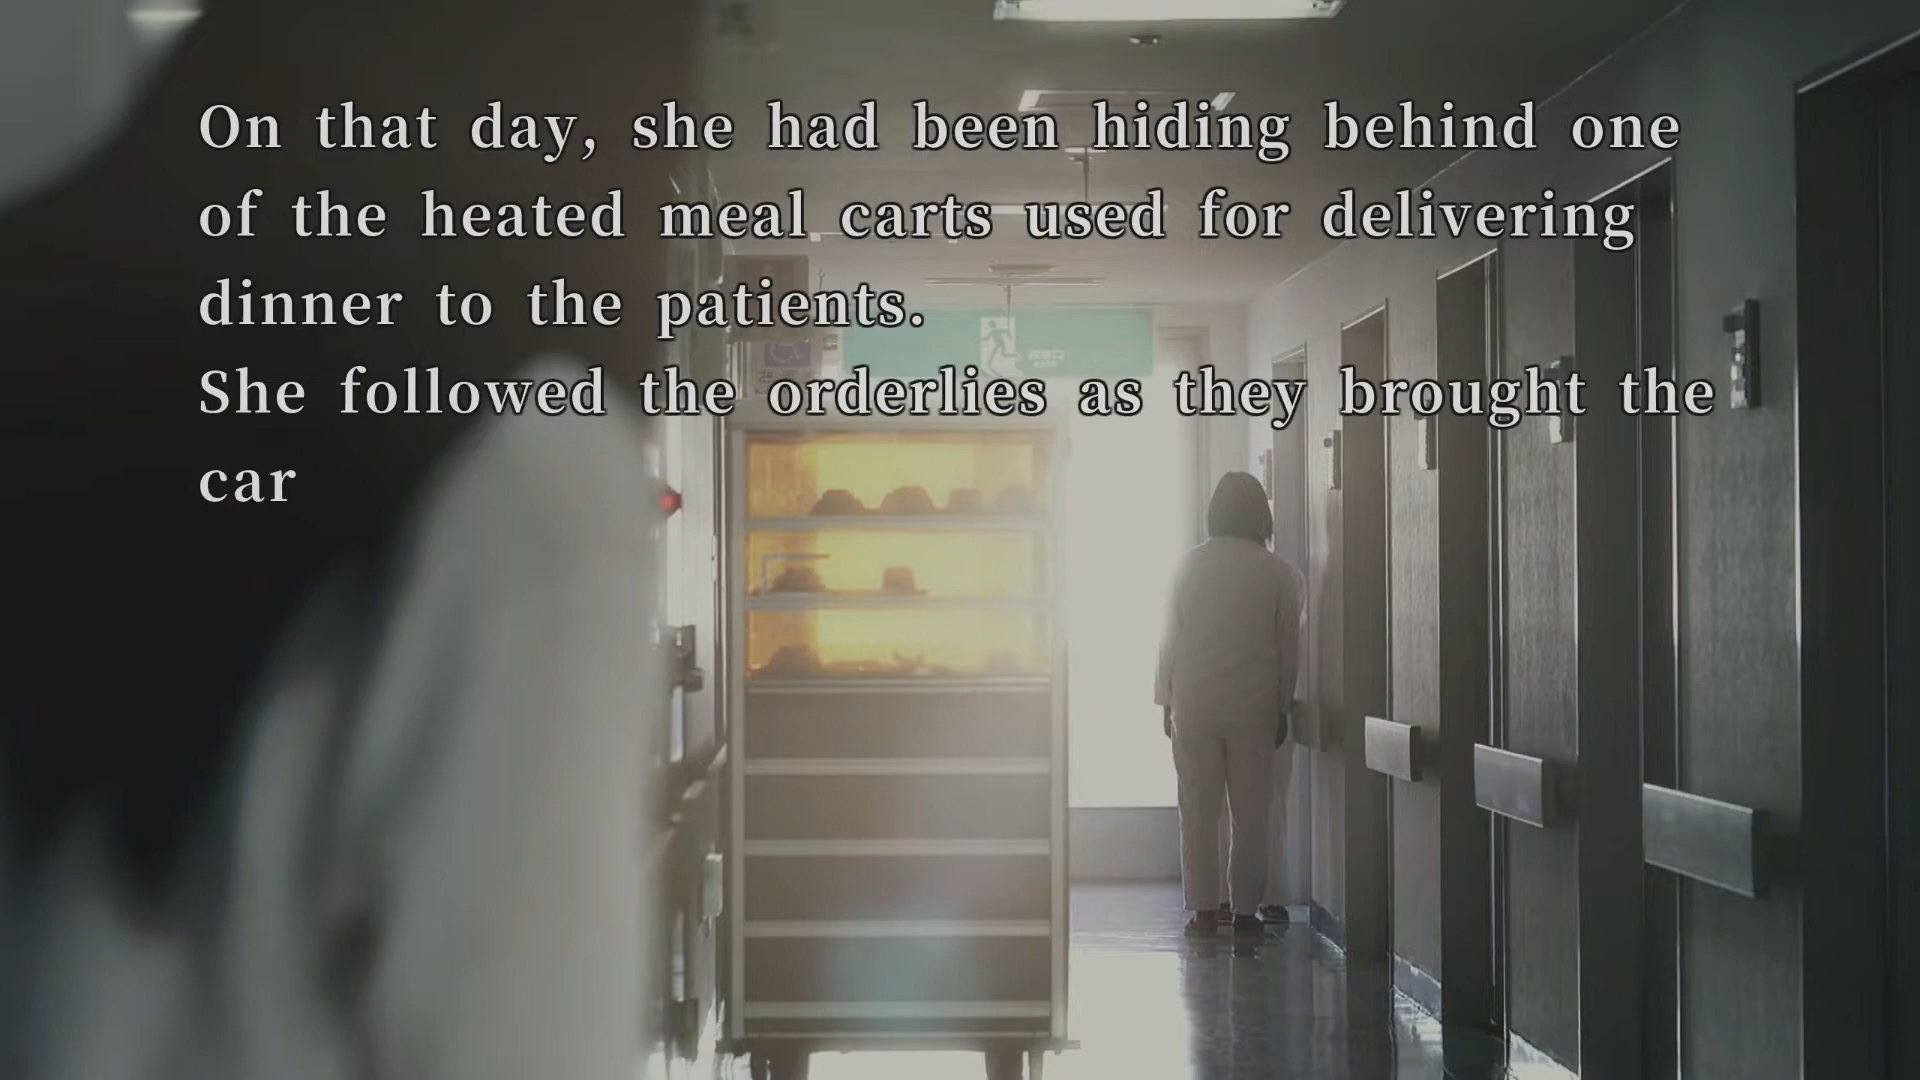 On that day, she had been hiding behind one
of the heated meal carts used for delivering
dinner to the patients.
She followed the orderlies as they brought the
car